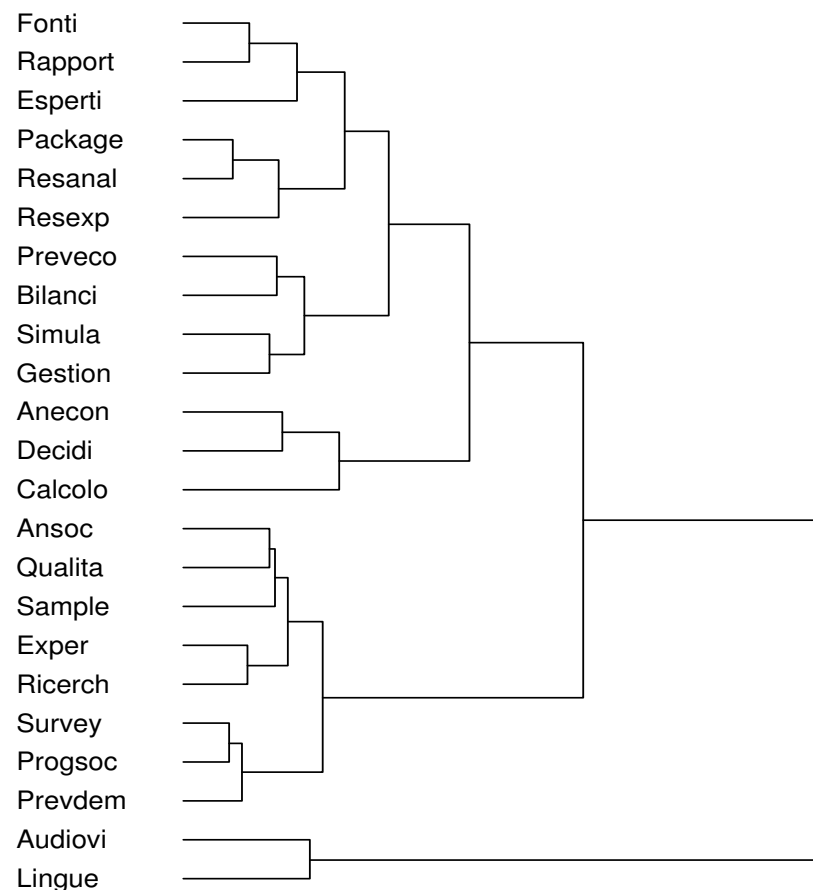 Fonti
Rapport
Esperti
Package
Resanal
Resexp
Preveco
Bilanci
Simula
Gestion
Anecon
Decidi
Calcolo
Ansoc
Qualita
Sample
Exper
Ricerch
Survey
Progsoc
Prevdem
Audiovi
Lingue